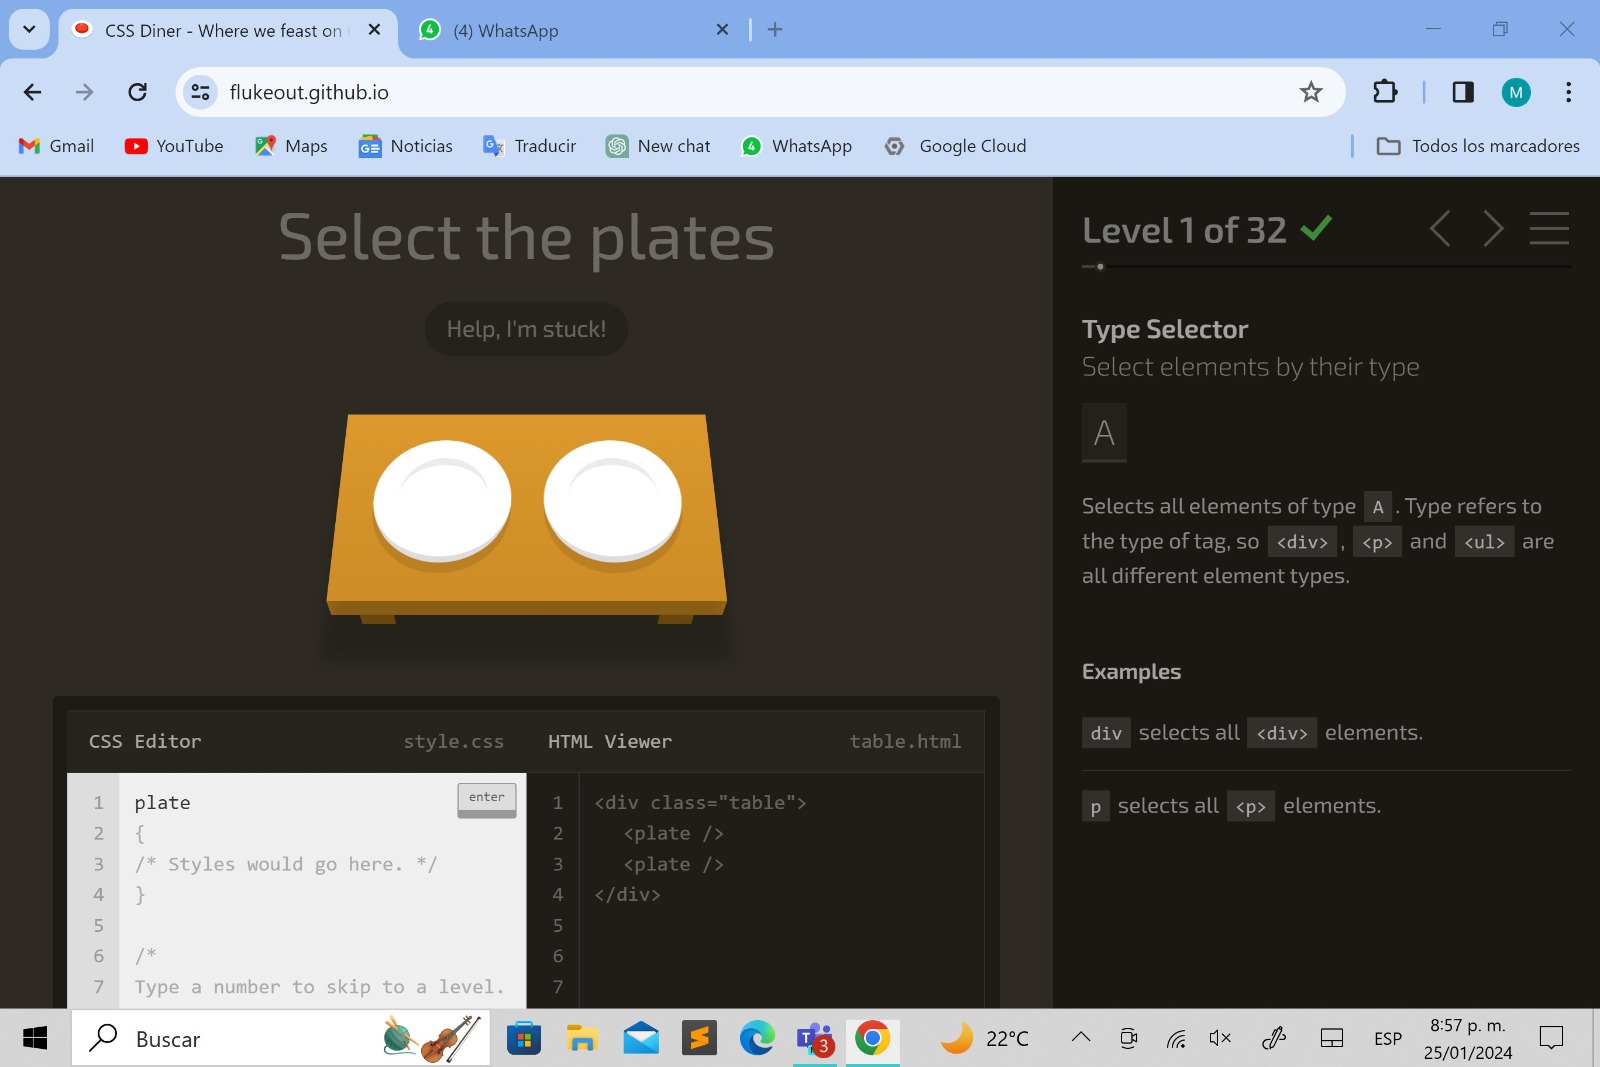 CSS Diner - Where we feast on
(4) WhatsApp
flukeout.github.io
M
Gmail
YouTube
Maps
Noticias
Traducir
New chat
WhatsApp
Google Cloud
Todos los marcadores
Select the plates
Help, I'm stuck!
CSS Editor style.css
HTML Viewer table.html
1 plate
enter
2 {
3 /* Styles would go here. */
4 }
5
6 /*
7 Type a number to skip to a level.
1 <div class="table">
2 <plate />
3 <plate />
4 </div>
5
6
7
Level 1 of 32
Type Selector
Select elements by their type
A
Selects all elements of type A . Type refers to
the type of tag, so <div> , <p> and <ul> are
all different element types.
Examples
div selects all <div> elements.
p selects all <p> elements.
Buscar
3
22°C
ESP
8:57 p. m.
25/01/2024